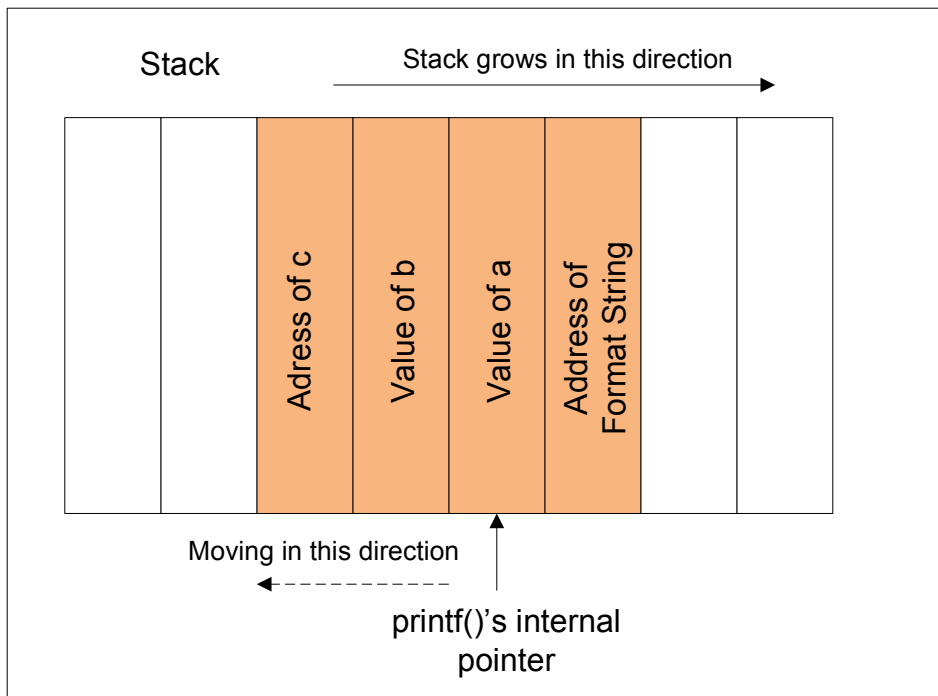 Stack
Stack grows in this direction
Adress of c
Value of b
Value of a
Address of
Format String
Moving in this direction
printf()’s internal
pointer